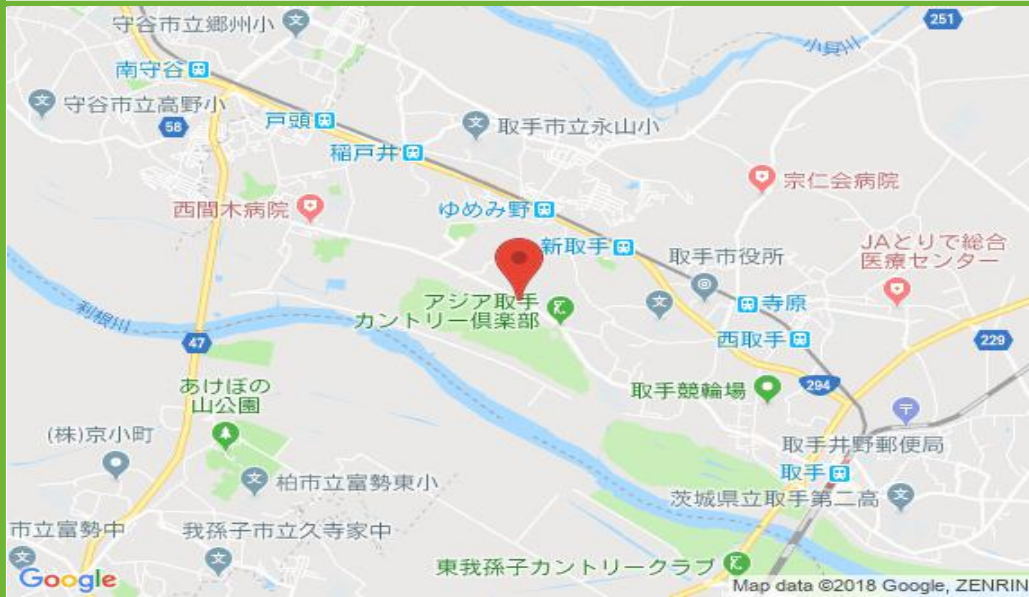 守谷市立郷州小
251
小貝川
南守谷
守谷市立高野小
58
戸頭
取手市立永山小
稲戸井
宗仁会病院
西間木病院
ゆめみ野
新取手
取手市役所
JAとりで総合
医療センター
アジア取手
カントリー倶楽部
寺原
利根川
47
西取手
229
あけぼの
山公園
取手競輪場
294
(株)京小町
取手井野郵便局
取手
柏市立富勢東小
茨城県立取手第二高
市立富勢中
我孫子市立久寺家中
東我孫子カントリークラブ
Google
Map data ©2018 Google, ZENRIN